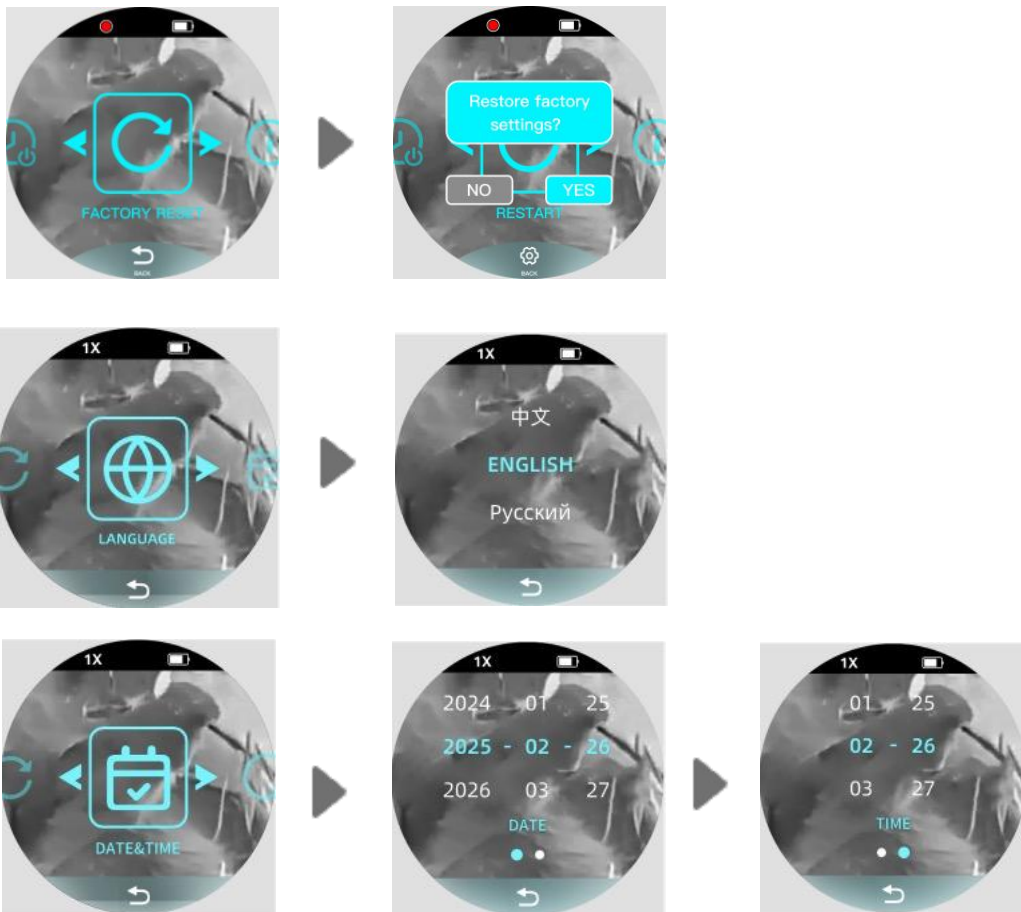 FACTORY RESET
BACK
Restore factory
settings?
NO
YES
RESTART
BACK
1X
LANGUAGE
1X
中文
ENGLISH
Русский
1X
DATE&TIME
1X
2024 01 25
2025 - 02 - 26
2026 03 27
DATE
1X
01 25
02 - 26
03 27
TIME